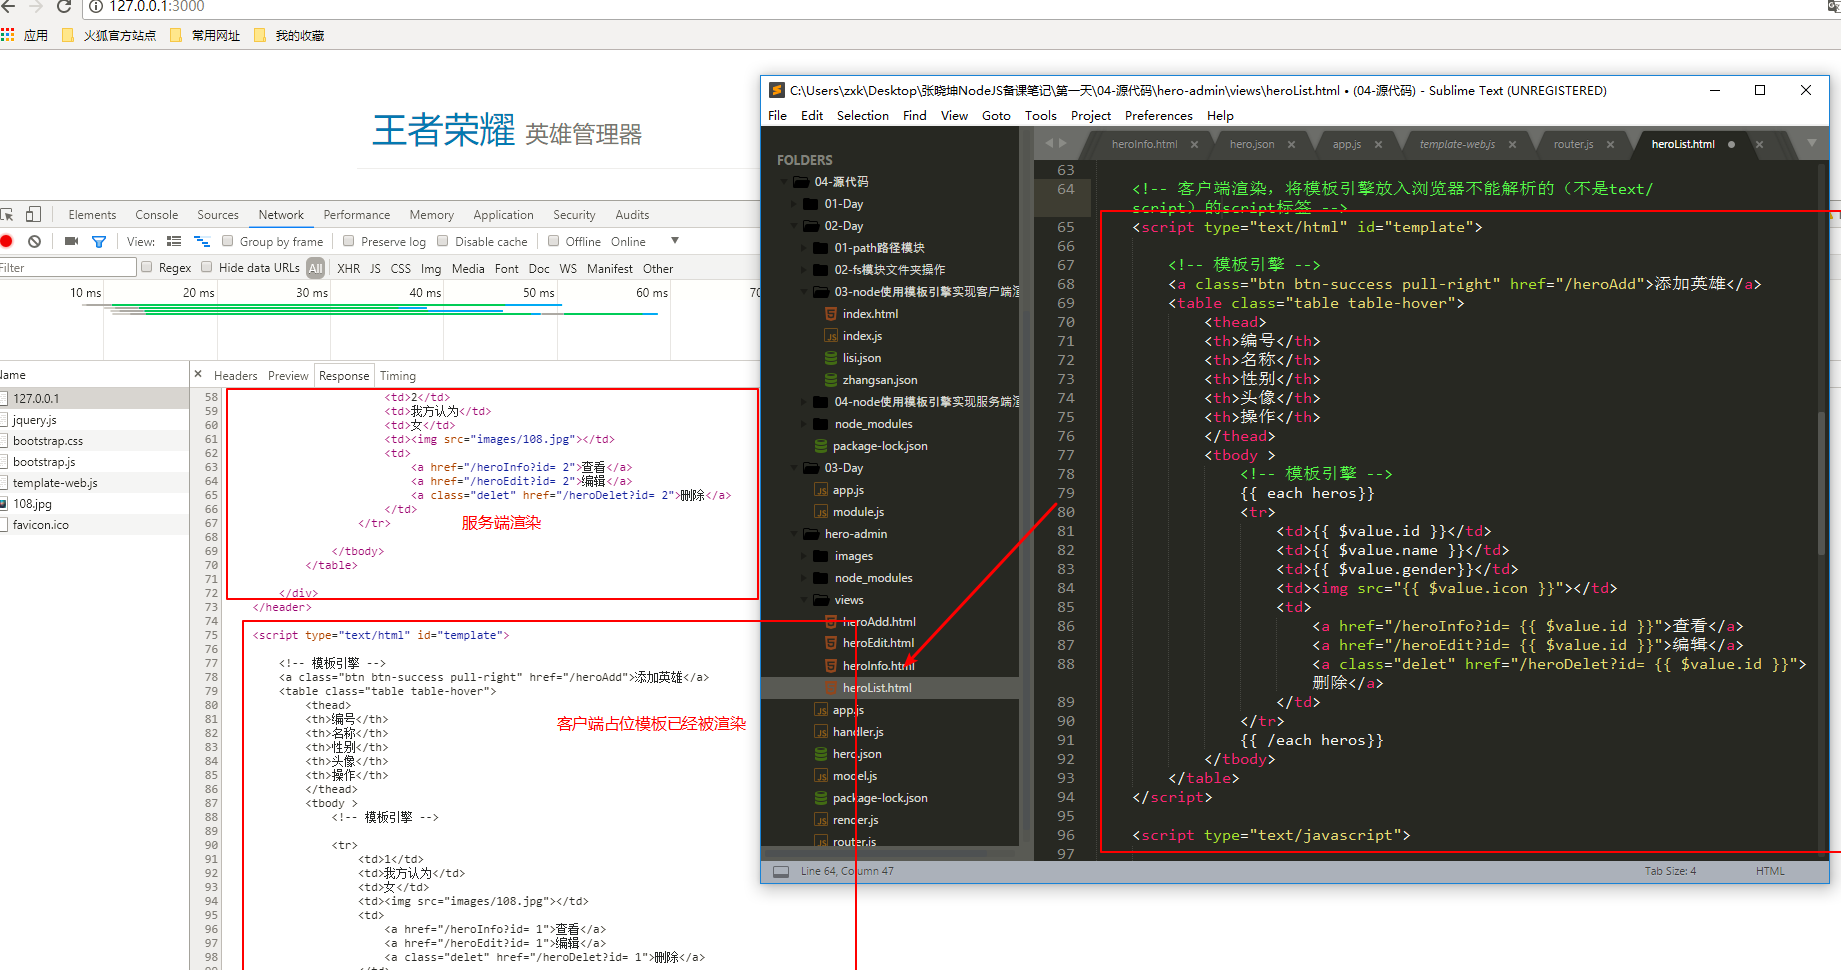 127.0.0.1:3000
应用 火狐官方站点 常用网址 我的收藏
王者荣耀 英雄管理器
Elements Console Sources Network Performance Memory Application Security Audits
View: Group by frame Preserve log Disable cache Offline Online
Filter Regex Hide data URLs All XHR JS CSS Img Media Font Doc WS Manifest Other
10 ms 20 ms 30 ms 40 ms 50 ms 60 ms 70
Name
127.0.0.1
jquery.js
bootstrap.css
bootstrap.js
template-web.js
108.jpg
favicon.ico
× Headers Preview Response Timing
58 <td>2</td>
59 <td>我方认为</td>
60 <td>女</td>
61 <td><img src="images/108.jpg"></td>
62 <td>
63 <a href="/heroInfo?id= 2">查看</a>
64 <a href="/heroEdit?id= 2">编辑</a>
65 <a class="delet" href="/heroDelet?id= 2">删除</a>
66 </td>
67 </tr>
服务端渲染
68
69 </tbody>
70 </table>
71
72 </div>
73 </header>
74
75 <script type="text/html" id="template">
76
77 <!-- 模板引擎 -->
78 <a class="btn btn-success pull-right" href="/heroAdd">添加英雄</a>
79 <table class="table table-hover">
80 <thead>
81 <th>编号</th>
82 <th>名称</th>
客户端占位模板已经被渲染
83 <th>性别</th>
84 <th>头像</th>
85 <th>操作</th>
86 </thead>
87 <tbody >
88 <!-- 模板引擎 -->
89
90 <tr>
91 <td>1</td>
92 <td>我方认为</td>
93 <td>女</td>
94 <td><img src="images/108.jpg"></td>
95 <td>
96 <a href="/heroInfo?id= 1">查看</a>
97 <a href="/heroEdit?id= 1">编辑</a>
98 <a class="delet" href="/heroDelet?id= 1">删除</a>
C:\Users\zxk\Desktop\张晓坤NodeJS备课笔记\第一天\04-源代码\hero-admin\views\heroList.html • (04-源代码) - Sublime Text (UNREGISTERED)
File Edit Selection Find View Goto Tools Project Preferences Help
FOLDERS
04-源代码
01-Day
02-Day
01-path路径模块
02-fs模块文件夹操作
03-node使用模板引擎实现客户端渲
index.html
index.js
lisi.json
zhangsan.json
04-node使用模板引擎实现服务端渲
node_modules
package-lock.json
03-Day
app.js
module.js
hero-admin
images
node_modules
views
heroAdd.html
heroEdit.html
heroInfo.html
heroList.html
app.js
handler.js
hero.json
model.js
package-lock.json
render.js
router.js
heroInfo.html × hero.json × app.js × template-web.js × router.js × heroList.html • ×
63
64 <!-- 客户端渲染，将模板引擎放入浏览器不能解析的（不是text/
script）的script标签 -->
65 <script type="text/html" id="template">
66
67 <!-- 模板引擎 -->
68 <a class="btn btn-success pull-right" href="/heroAdd">添加英雄</a>
69 <table class="table table-hover">
70 <thead>
71 <th>编号</th>
72 <th>名称</th>
73 <th>性别</th>
74 <th>头像</th>
75 <th>操作</th>
76 </thead>
77 <tbody >
78 <!-- 模板引擎 -->
79 {{ each heros}}
80 <tr>
81 <td>{{ $value.id }}</td>
82 <td>{{ $value.name }}</td>
83 <td>{{ $value.gender}}</td>
84 <td><img src="{{ $value.icon }}"></td>
85 <td>
86 <a href="/heroInfo?id= {{ $value.id }}">查看</a>
87 <a href="/heroEdit?id= {{ $value.id }}">编辑</a>
88 <a class="delet" href="/heroDelet?id= {{ $value.id }}">
删除</a>
89 </td>
90 </tr>
91 {{ /each heros}}
92 </tbody>
93 </table>
94 </script>
95
96 <script type="text/javascript">
97
Line 64, Column 47 Tab Size: 4 HTML